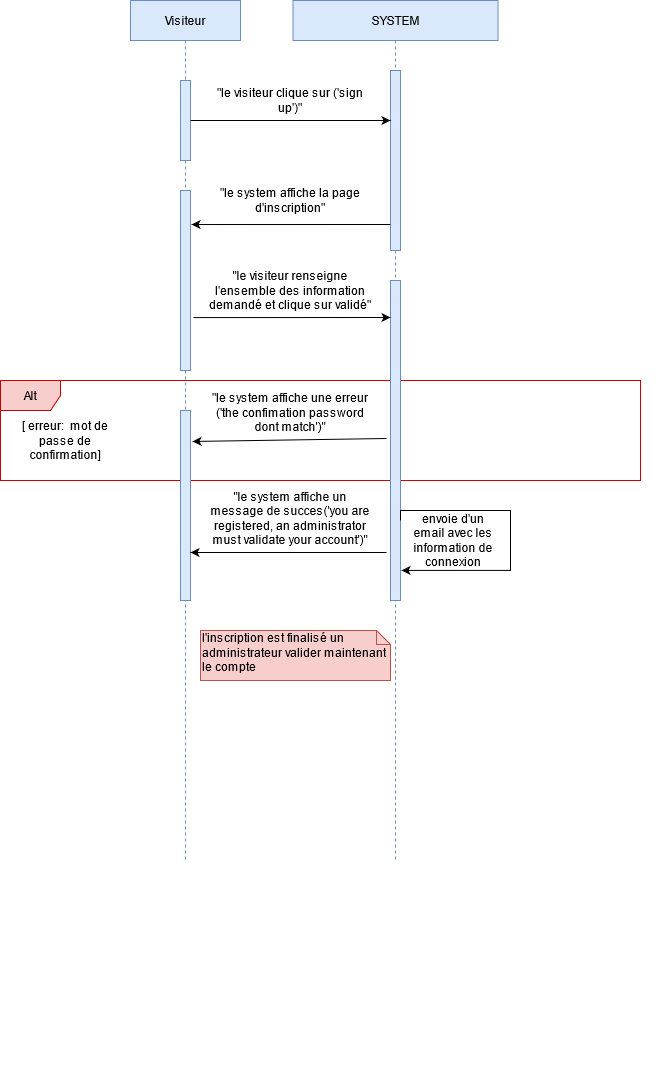 Visiteur
SYSTEM
"le visiteur clique sur ('sign
up')"
"le system affiche la page
d'inscription"
"le visiteur renseigne
l'ensemble des information
demandé et clique sur validé"
Alt
[ erreur:  mot de
passe de
confirmation]
"le system affiche une erreur
('the confimation password
dont match')"
"le system affiche un
message de succes('you are
registered, an administrator
must validate your account')"
envoie d'un
email avec les
information de
connexion
l'inscription est finalisé un
administrateur valider maintenant
le compte